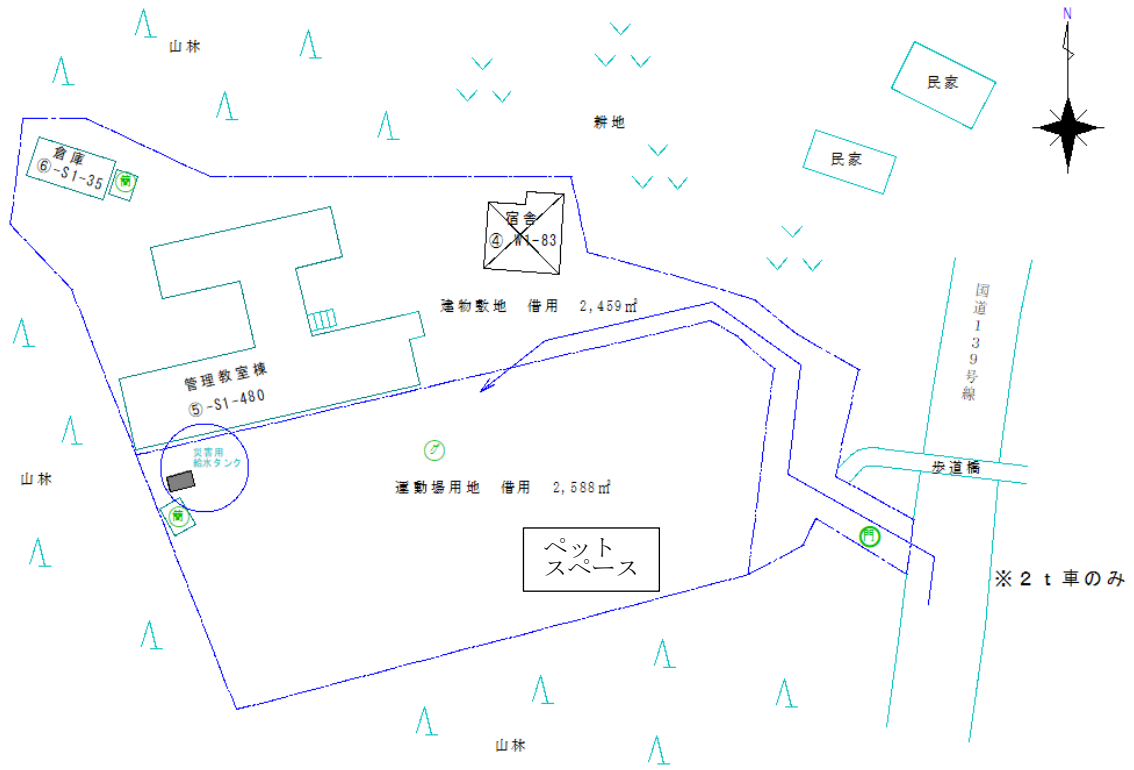 N
山林
民家
耕地
倉庫
⑥-S1-35
簡
民家
宿舎
④ W1-83
建物敷地 借用 2,459㎡
国道139号線
管理教室棟
⑤-S1-480
災害用
給水タンク
歩道橋
山林
運動場用地 借用 2,588㎡
簡
門
ペット
スペース
※2t車のみ
山林